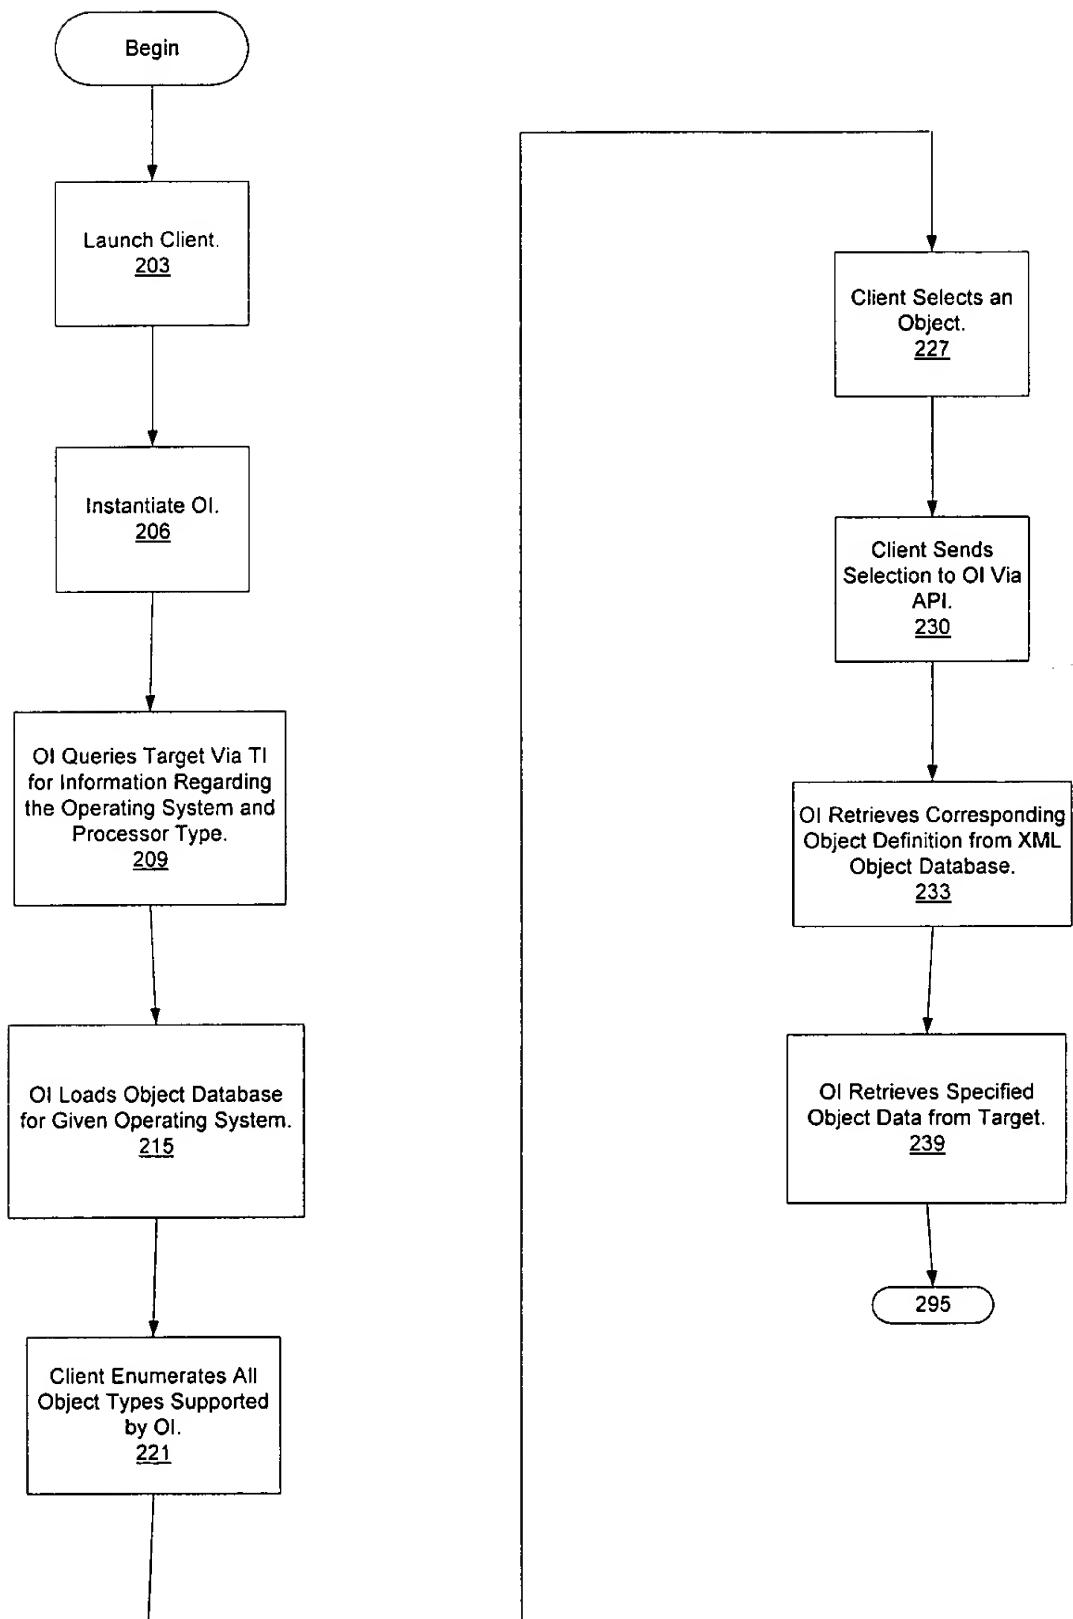 Begin
Launch Client.
203
Instantiate OI.
206
OI Queries Target Via TI
for Information Regarding
the Operating System and
Processor Type.
209
OI Loads Object Database
for Given Operating System.
215
Client Enumerates All
Object Types Supported
by OI.
221
Client Selects an
Object.
227
Client Sends
Selection to OI Via
API.
230
OI Retrieves Corresponding
Object Definition from XML
Object Database.
233
OI Retrieves Specified
Object Data from Target.
239
295